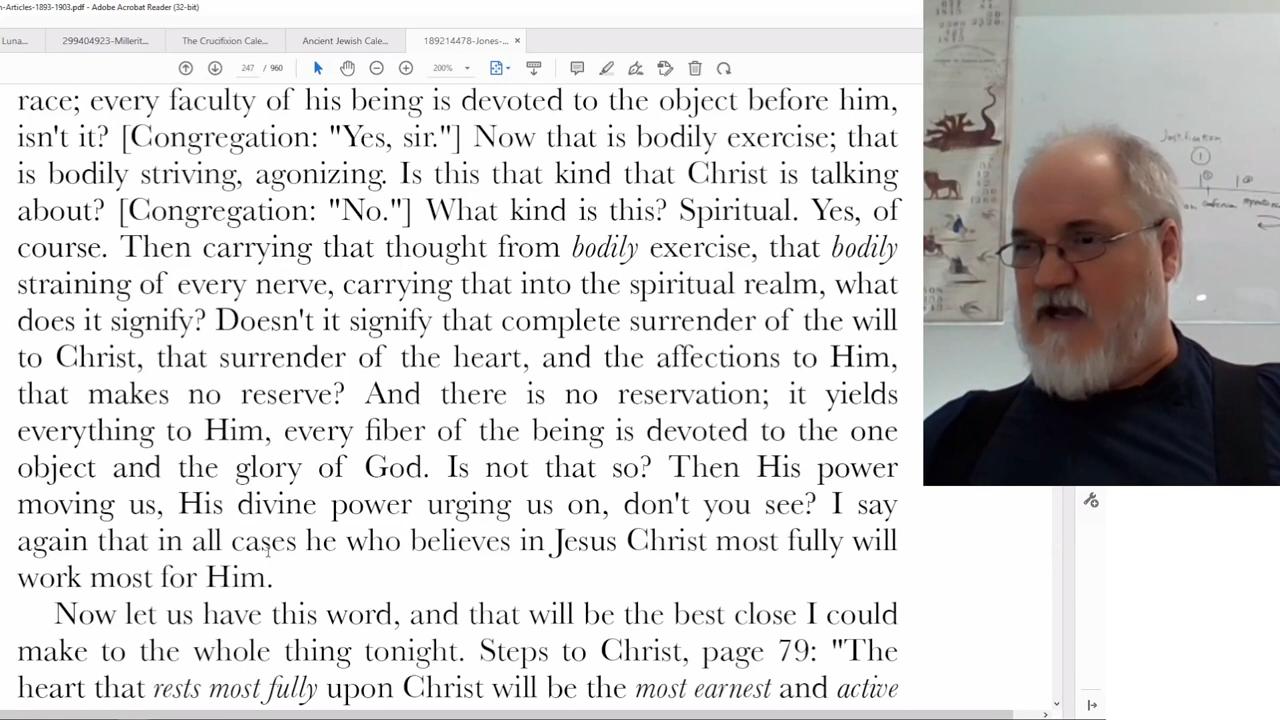 n-Articles-1893-1903.pdf - Adobe Acrobat Reader (32-bit)
Luna...
299404923-Millerit...
The Crucifixion Cale...
Ancient Jewish Cale...
189214478-Jones-...
×
247 / 960
200%
race; every faculty of his being is devoted to the object before him,
isn't it? [Congregation: "Yes, sir."] Now that is bodily exercise; that
is bodily striving, agonizing. Is this that kind that Christ is talking
about? [Congregation: "No."] What kind is this? Spiritual. Yes, of
course. Then carrying that thought from bodily exercise, that bodily
straining of every nerve, carrying that into the spiritual realm, what
does it signify? Doesn't it signify that complete surrender of the will
to Christ, that surrender of the heart, and the affections to Him,
that makes no reserve? And there is no reservation; it yields
everything to Him, every fiber of the being is devoted to the one
object and the glory of God. Is not that so? Then His power
moving us, His divine power urging us on, don't you see? I say
again that in all cases he who believes in Jesus Christ most fully will
work most for Him.
Now let us have this word, and that will be the best close I could
make to the whole thing tonight. Steps to Christ, page 79: "The
heart that rests most fully upon Christ will be the most earnest and active
Justification
1